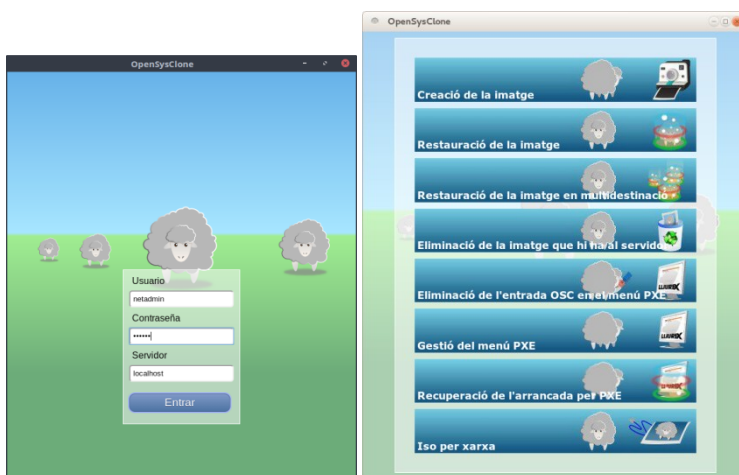 OpenSysClone
Usuario
netadmin
Contraseña
••••••
Servidor
localhost
Entrar
OpenSysClone
Creació de la imatge
Restauració de la imatge
Restauració de la imatge en multidestinació
Eliminació de la imatge que hi ha al servidor
Eliminació de l'entrada OSC en el menú PXE
LLIUREX
Gestió del menú PXE
LLIUREX
Recuperació de l'arrancada per PXE
Iso per xarxa